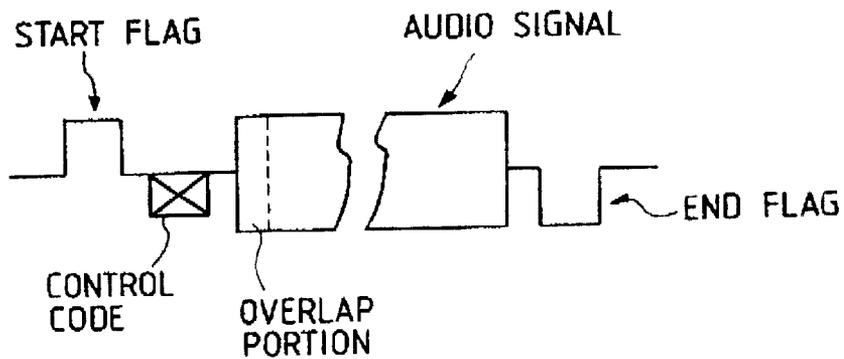 START FLAG
AUDIO SIGNAL
END FLAG
CONTROL
CODE
OVERLAP
PORTION